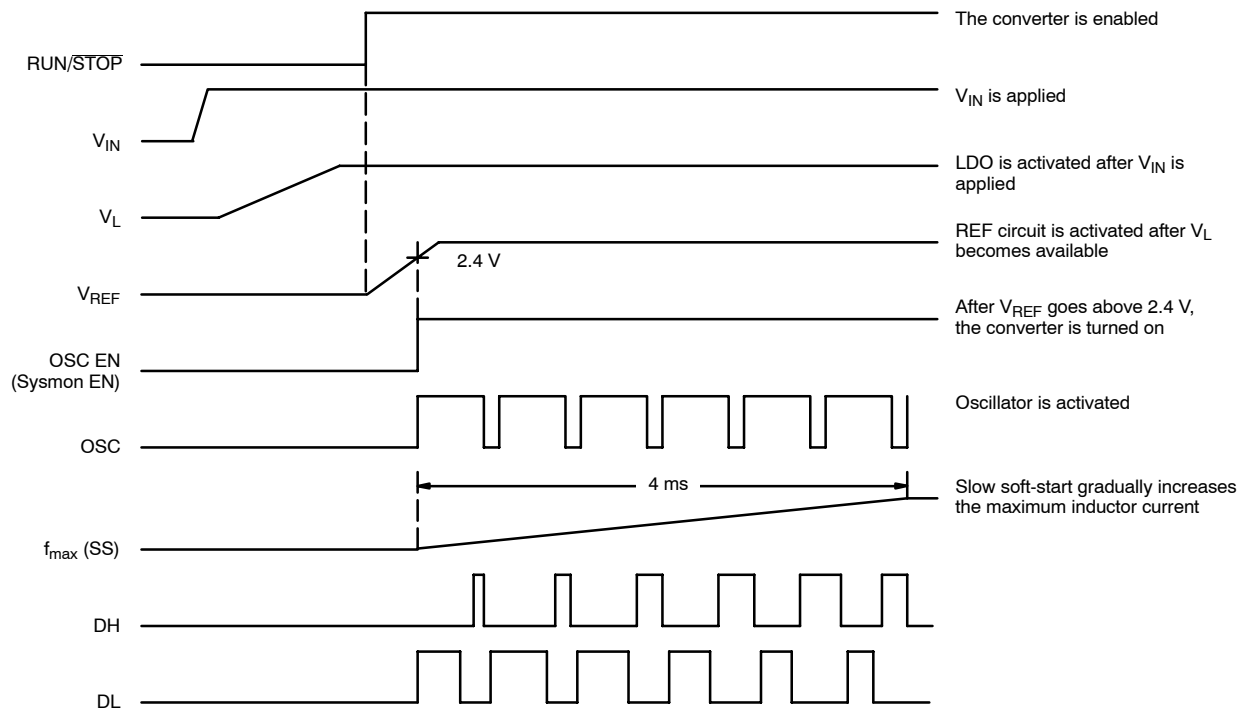 The converter is enabled
RUN/STOP
V_IN is applied
V_IN
LDO is activated after V_IN is
applied
V_L
REF circuit is activated after V_L
becomes available
2.4 V
V_REF
After V_REF goes above 2.4 V,
the converter is turned on
OSC EN
(Sysmon EN)
Oscillator is activated
OSC
4 ms
Slow soft-start gradually increases
the maximum inductor current
f_max (SS)
DH
DL